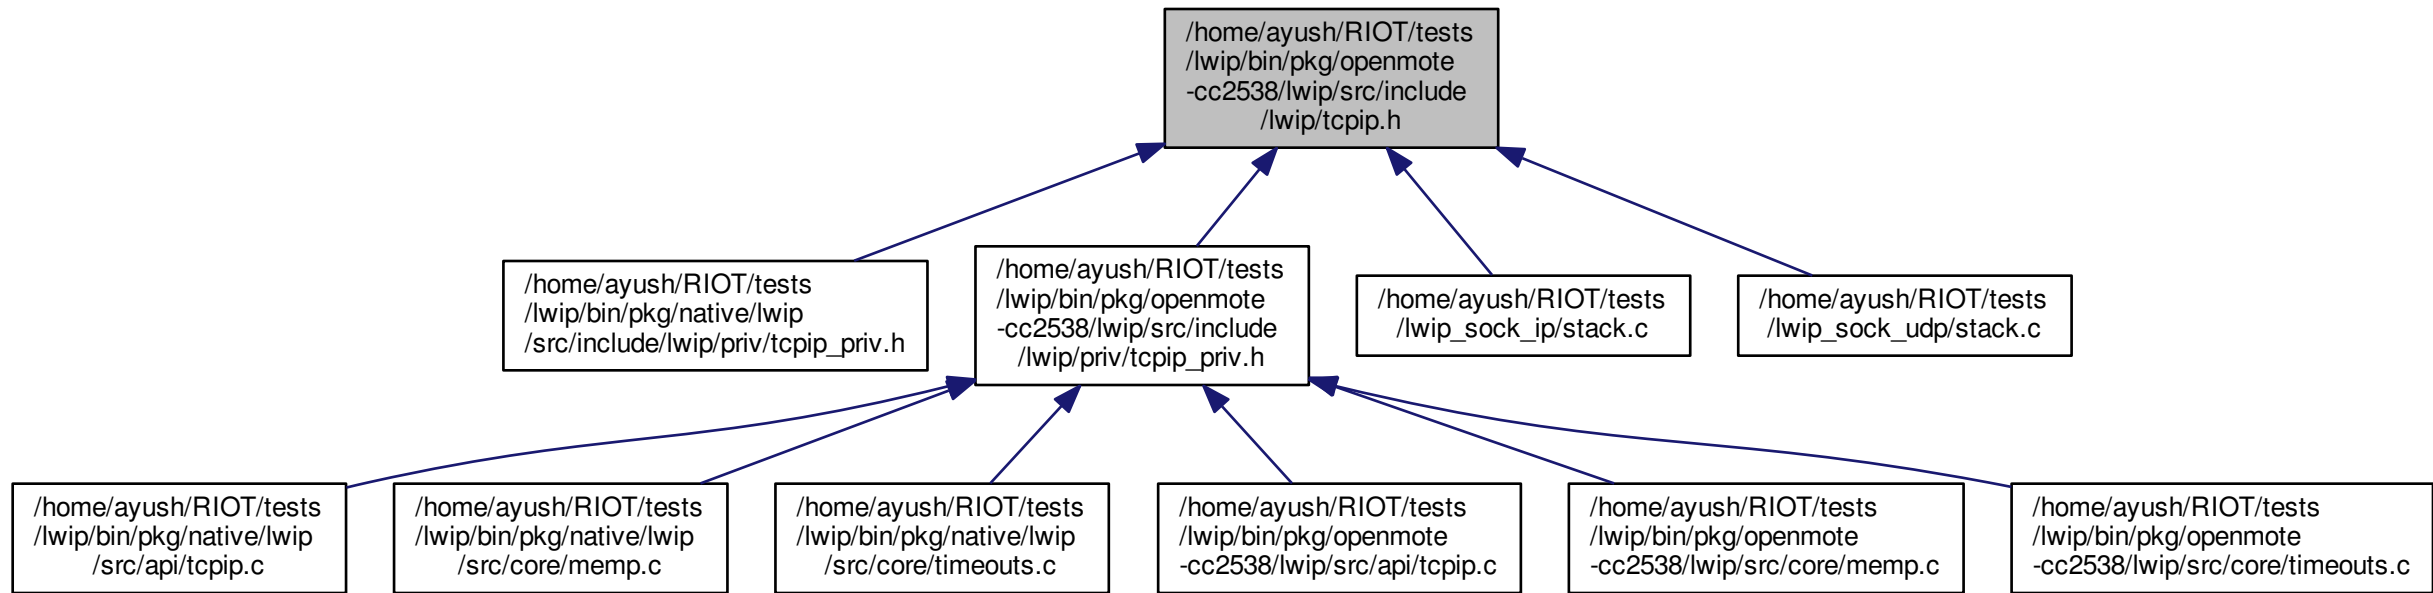 /home/ayush/RIOT/tests
/lwip/bin/pkg/openmote
-cc2538/lwip/src/include
/lwip/tcpip.h
/home/ayush/RIOT/tests
/lwip/bin/pkg/native/lwip
/src/include/lwip/priv/tcpip_priv.h
/home/ayush/RIOT/tests
/lwip/bin/pkg/openmote
-cc2538/lwip/src/include
/lwip/priv/tcpip_priv.h
/home/ayush/RIOT/tests
/lwip_sock_ip/stack.c
/home/ayush/RIOT/tests
/lwip_sock_udp/stack.c
/home/ayush/RIOT/tests
/lwip/bin/pkg/native/lwip
/src/api/tcpip.c
/home/ayush/RIOT/tests
/lwip/bin/pkg/native/lwip
/src/core/memp.c
/home/ayush/RIOT/tests
/lwip/bin/pkg/native/lwip
/src/core/timeouts.c
/home/ayush/RIOT/tests
/lwip/bin/pkg/openmote
-cc2538/lwip/src/api/tcpip.c
/home/ayush/RIOT/tests
/lwip/bin/pkg/openmote
-cc2538/lwip/src/core/memp.c
/home/ayush/RIOT/tests
/lwip/bin/pkg/openmote
-cc2538/lwip/src/core/timeouts.c